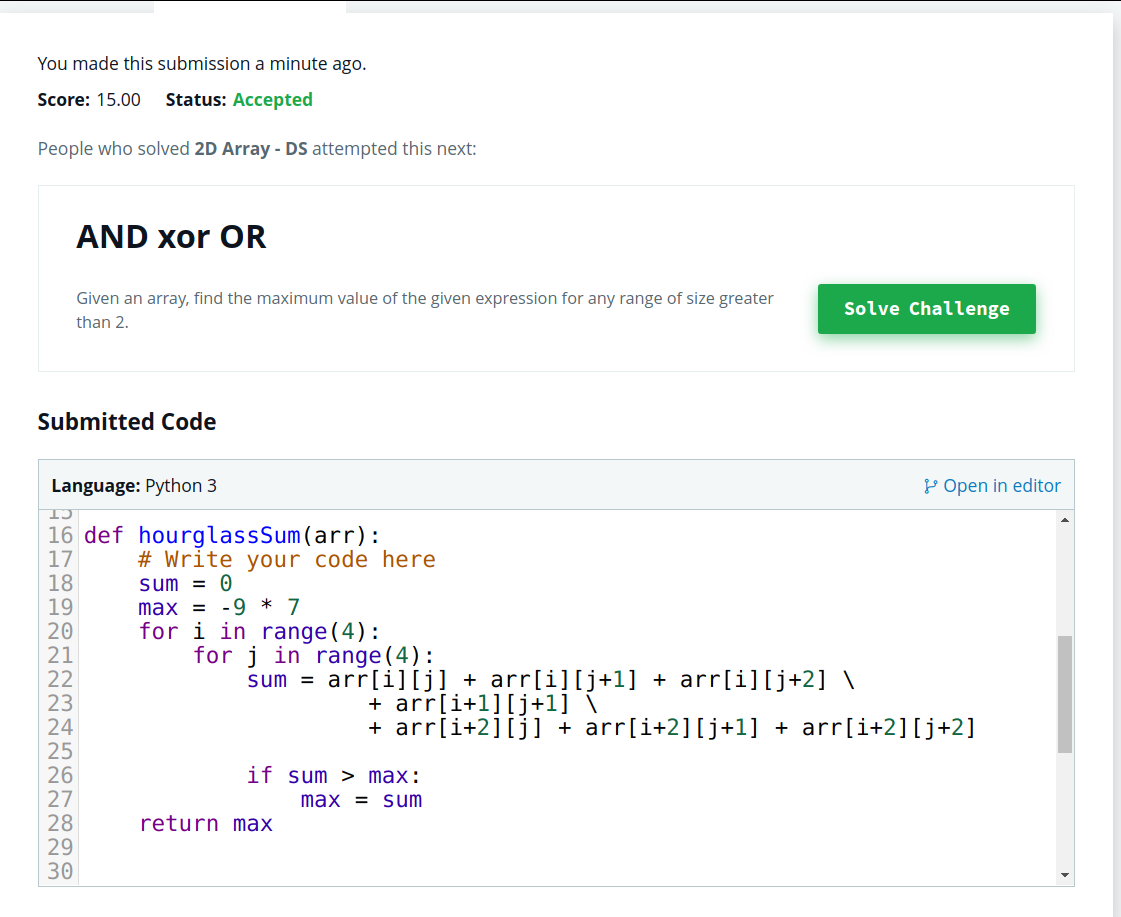 You made this submission a minute ago.
Score: 15.00 Status: Accepted
People who solved 2D Array - DS attempted this next:
AND xor OR
Given an array, find the maximum value of the given expression for any range of size greater
than 2.
Solve Challenge
Submitted Code
Language: Python 3
Open in editor
15
16 def hourglassSum(arr):
17     # Write your code here
18     sum = 0
19     max = -9 * 7
20     for i in range(4):
21         for j in range(4):
22             sum = arr[i][j] + arr[i][j+1] + arr[i][j+2] \
23                      + arr[i+1][j+1] \
24                      + arr[i+2][j] + arr[i+2][j+1] + arr[i+2][j+2]
25
26             if sum > max:
27                 max = sum
28     return max
29
30